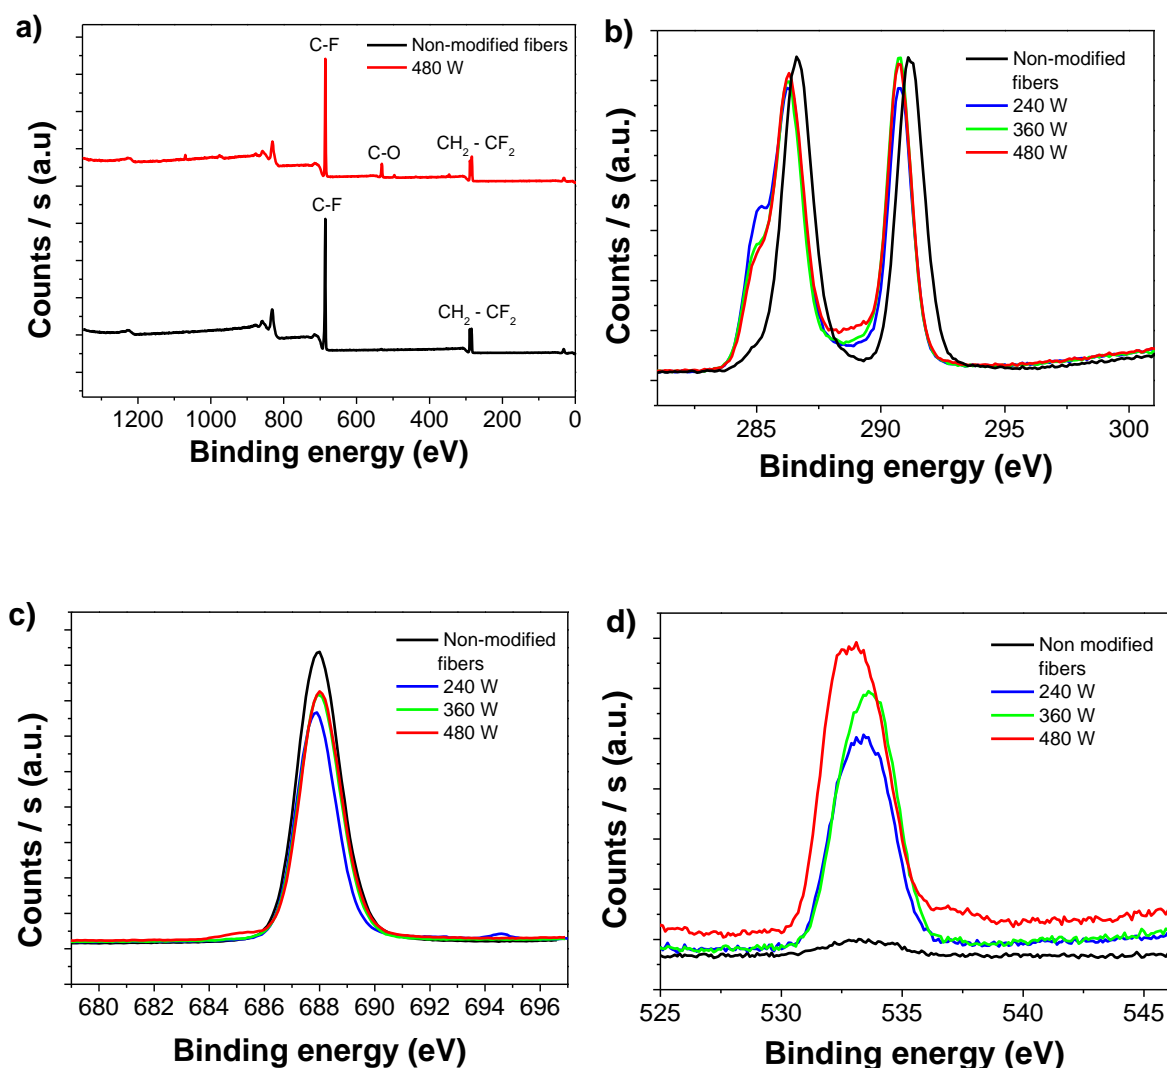 a)
C-F
Non-modified fibers
480 W
C-O
CH2 - CF2
C-F
CH2 - CF2
Counts / s (a.u)
1200 1000 800 600 400 200 0
Binding energy (eV)
b)
Non-modified
fibers
240 W
360 W
480 W
Counts / s (a.u.)
285 290 295 300
Binding energy (eV)
c)
Non-modified
fibers
240 W
360 W
480 W
Counts / s (a.u.)
680 682 684 686 688 690 692 694 696
Binding energy (eV)
d)
Non modified
fibers
240 W
360 W
480 W
Counts / s (a.u.)
525 530 535 540 545
Binding energy (eV)